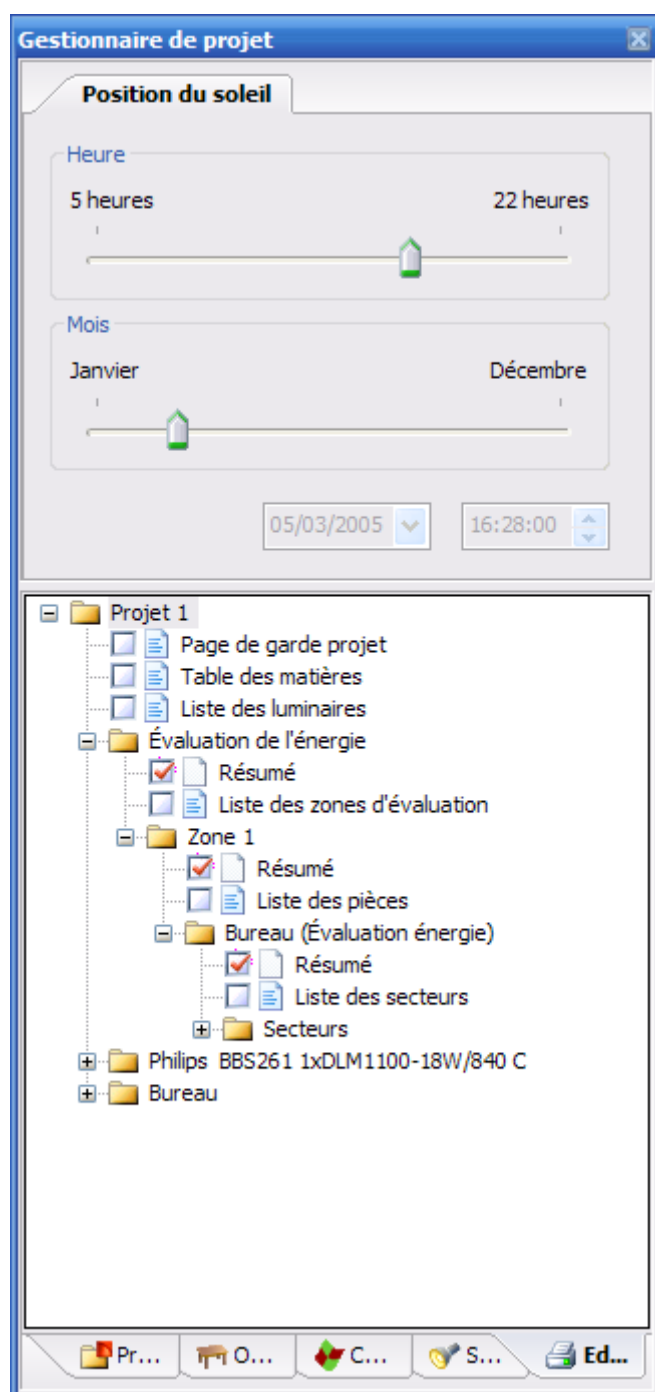 Gestionnaire de projet
Position du soleil
Heure
5 heures 22 heures
Mois
Janvier Décembre
05/03/2005 16:28:00
Projet 1
Page de garde projet
Table des matières
Liste des luminaires
Évaluation de l'énergie
Résumé
Liste des zones d'évaluation
Zone 1
Résumé
Liste des pièces
Bureau (Évaluation énergie)
Résumé
Liste des secteurs
Secteurs
Philips BBS261 1xDLM1100-18W/840 C
Bureau
Pr... O... C... S... Ed...